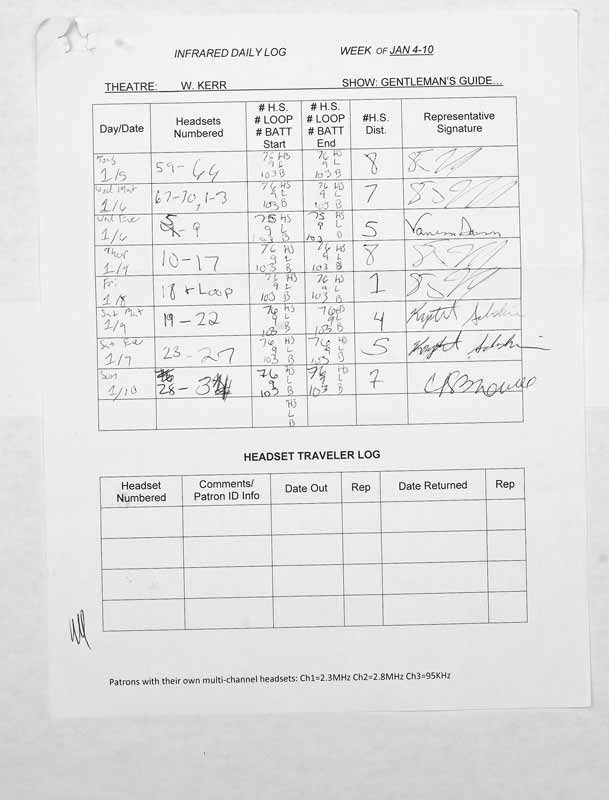 INFRARED DAILY LOG WEEK OF JAN 4-10
THEATRE: W. KERR SHOW: GENTLEMAN'S GUIDE...
Day/Date
Headsets
Numbered
# H.S.
# LOOP
# BATT
Start
# H.S.
# LOOP
# BATT
End
#H.S.
Dist.
Representative
Signature
Tues
1/5
59-66
76 HS
9 L
103 B
76 HS
9 L
103 B
8
Wed Mat
1/6
67-70, 1-3
76 HS
9 L
103 B
76 HS
9 L
103 B
7
Wed Eve
1/6
5-9
75 HS
9 L
103 B
75 HS
9 L
103 B
5
Vanessa
Thur
1/7
10-17
76 HS
9 L
103 B
76 HS
9 L
103 B
8
Fri
1/8
18 + Loop
76 HS
9 L
103 B
76 HS
9 L
103 B
1
Sat Mat
1/9
19-22
76 HS
9 L
103 B
76 HS
9 L
103 B
4
Sat Eve
1/9
23-27
76 HS
9 L
103 B
76 HS
9 L
103 B
5
Sun
1/10
28-34
76 HS
9 L
103 B
76 HS
9 L
103 B
7
HS
L
B
HEADSET TRAVELER LOG
Headset
Numbered
Comments/
Patron ID Info
Date Out
Rep
Date Returned
Rep
Patrons with their own multi-channel headsets: Ch1=2.3MHz Ch2=2.8MHz Ch3=95KHz